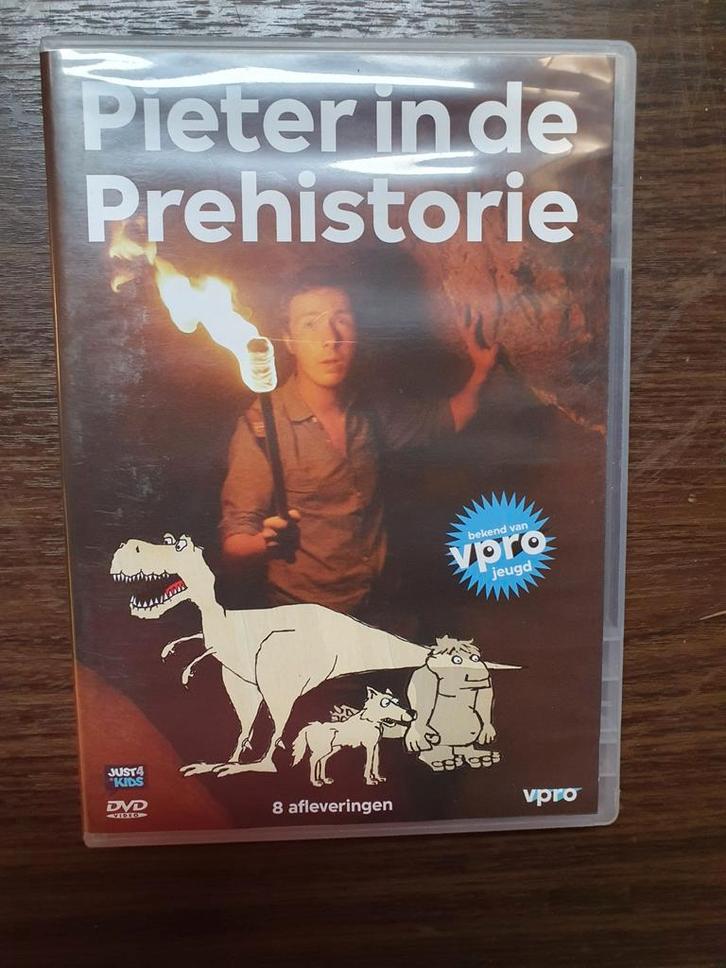 Pieter in de
Prehistorie
bekend van
vpro
jeugd
JUST4
KIDS
DVD
VIDEO
8 afleveringen
vpro